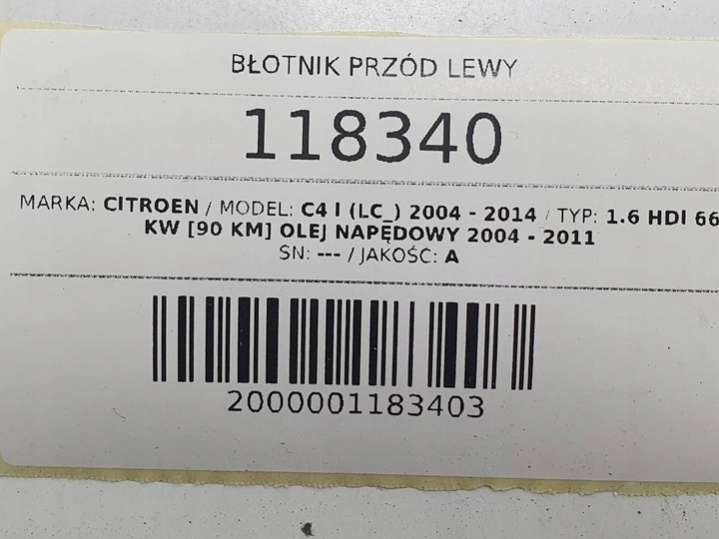 BŁOTNIK PRZÓD LEWY
118340
MARKA: CITROEN / MODEL: C4 I (LC_) 2004 - 2014 / TYP: 1.6 HDI 66
KW [90 KM] OLEJ NAPĘDOWY 2004 - 2011
SN: --- / JAKOŚĆ: A
2000001183403